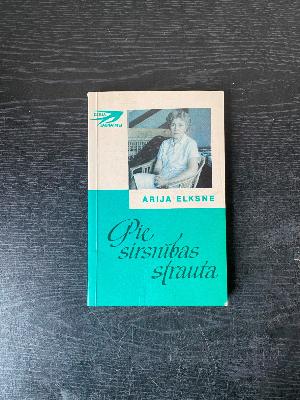 ARIJA ELKSNE
Pie
sirsnības
strauta